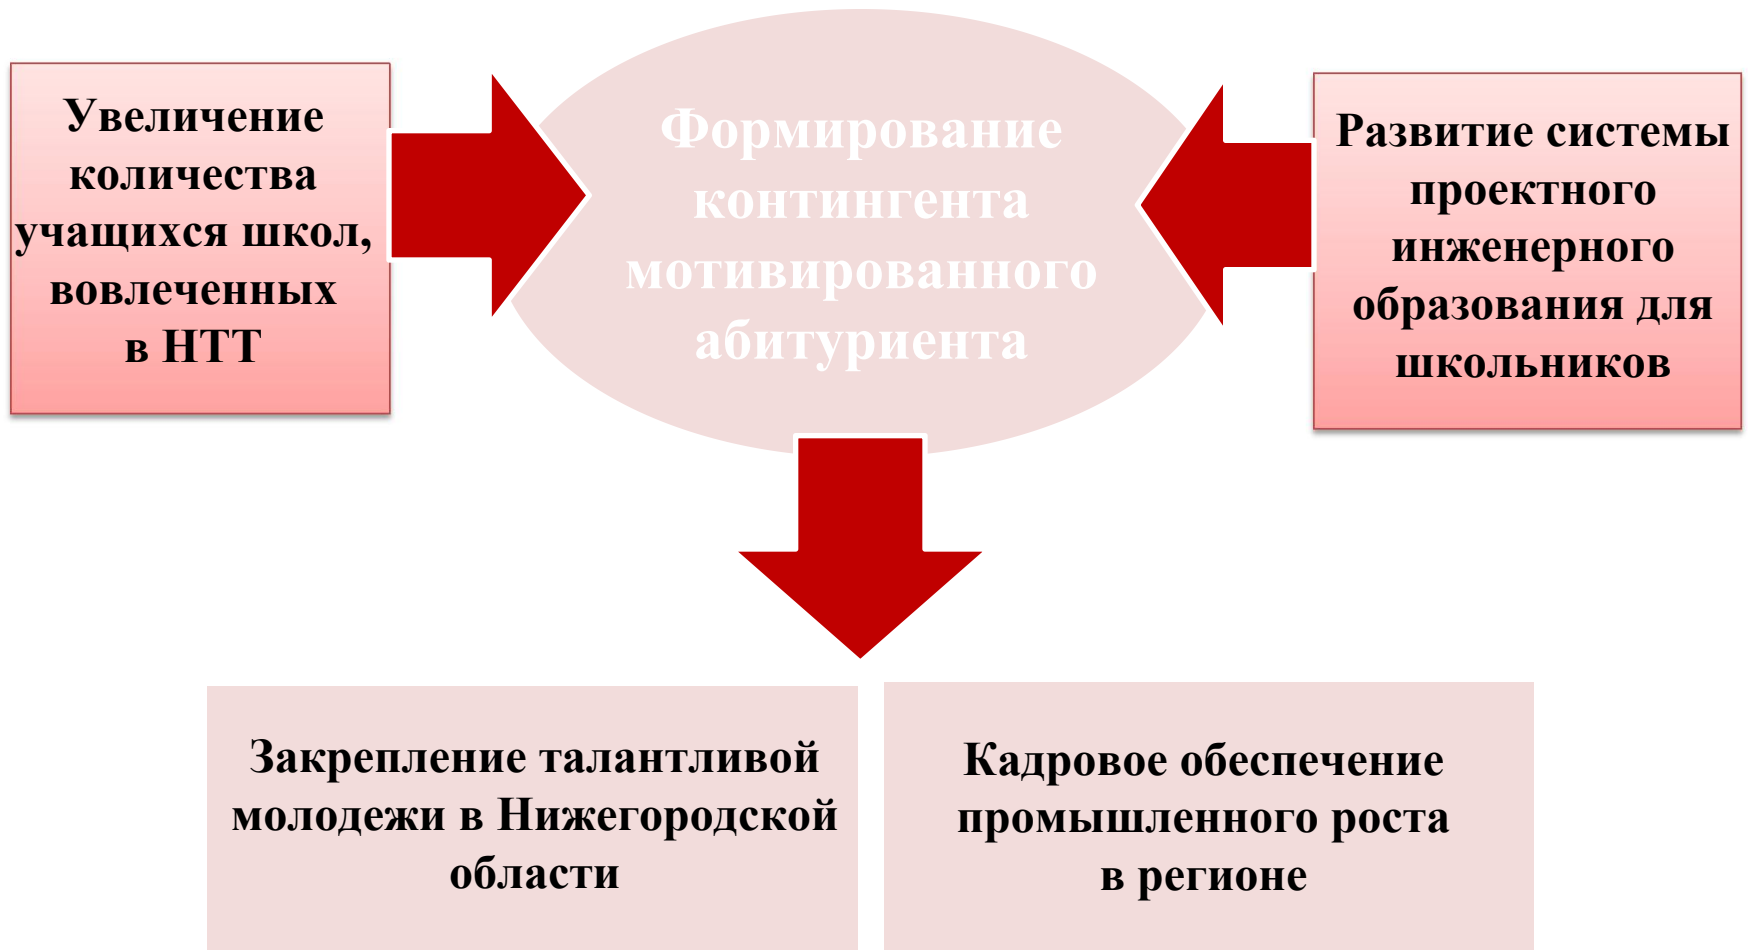 Увеличение
количества
учащихся школ,
вовлеченных
в НТТ
Формирование
контингента
мотивированного
абитуриента
Развитие системы
проектного
инженерного
образования для
школьников
Закрепление талантливой
молодежи в Нижегородской
области
Кадровое обеспечение
промышленного роста
в регионе